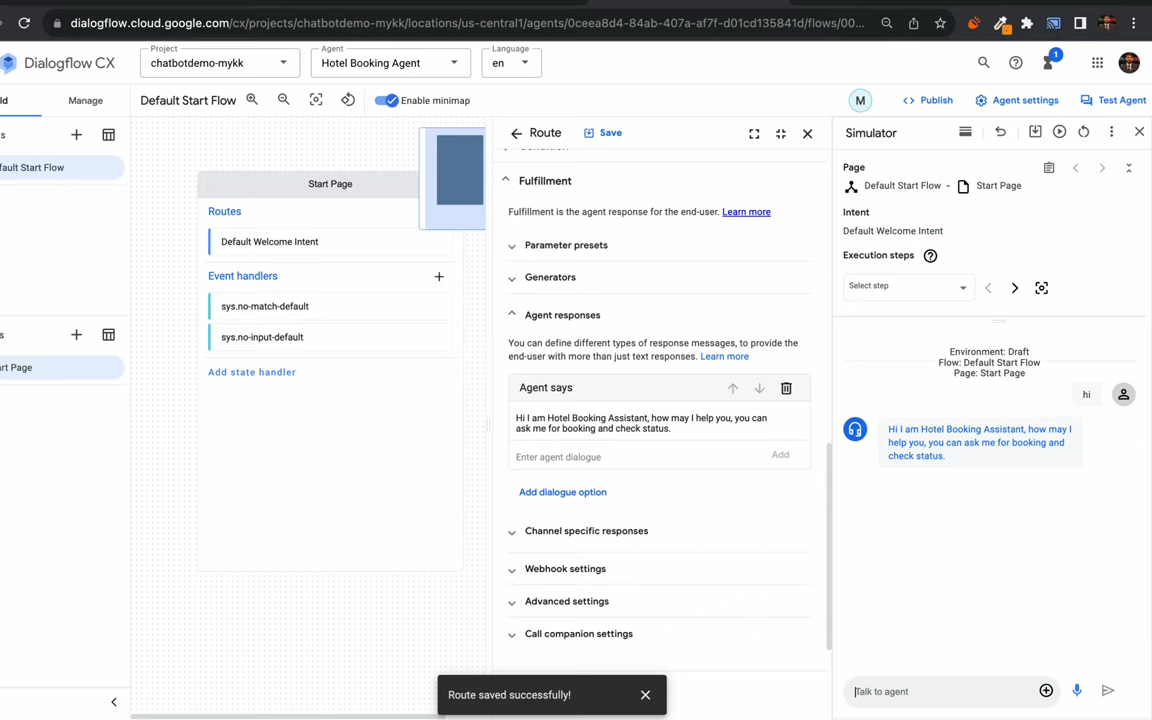 dialogflow.cloud.google.com/cx/projects/chatbotdemo-mykk/locations/us-central1/agents/0ceea8d4-84ab-407a-af7f-d01cd135841d/flows/00...
Dialogflow CX
Project
chatbotdemo-mykk
Agent
Hotel Booking Agent
Language
en
1
ld
Manage
Default Start Flow
Enable minimap
M
Publish
Agent settings
Test Agent
s
fault Start Flow
s
rt Page
Start Page
Routes
Default Welcome Intent
Event handlers
sys.no-match-default
sys.no-input-default
Add state handler
Route
Save
Fulfillment
Fulfillment is the agent response for the end-user. Learn more
Parameter presets
Generators
Agent responses
You can define different types of response messages, to provide the
end-user with more than just text responses. Learn more
Agent says
Hi I am Hotel Booking Assistant, how may I help you, you can
ask me for booking and check status.
Enter agent dialogue
Add
Add dialogue option
Channel specific responses
Webhook settings
Advanced settings
Call companion settings
Route saved successfully!
Simulator
Page
Default Start Flow - Start Page
Intent
Default Welcome Intent
Execution steps
Select step
Environment: Draft
Flow: Default Start Flow
Page: Start Page
hi
Hi I am Hotel Booking Assistant, how may I
help you, you can ask me for booking and
check status.
Talk to agent